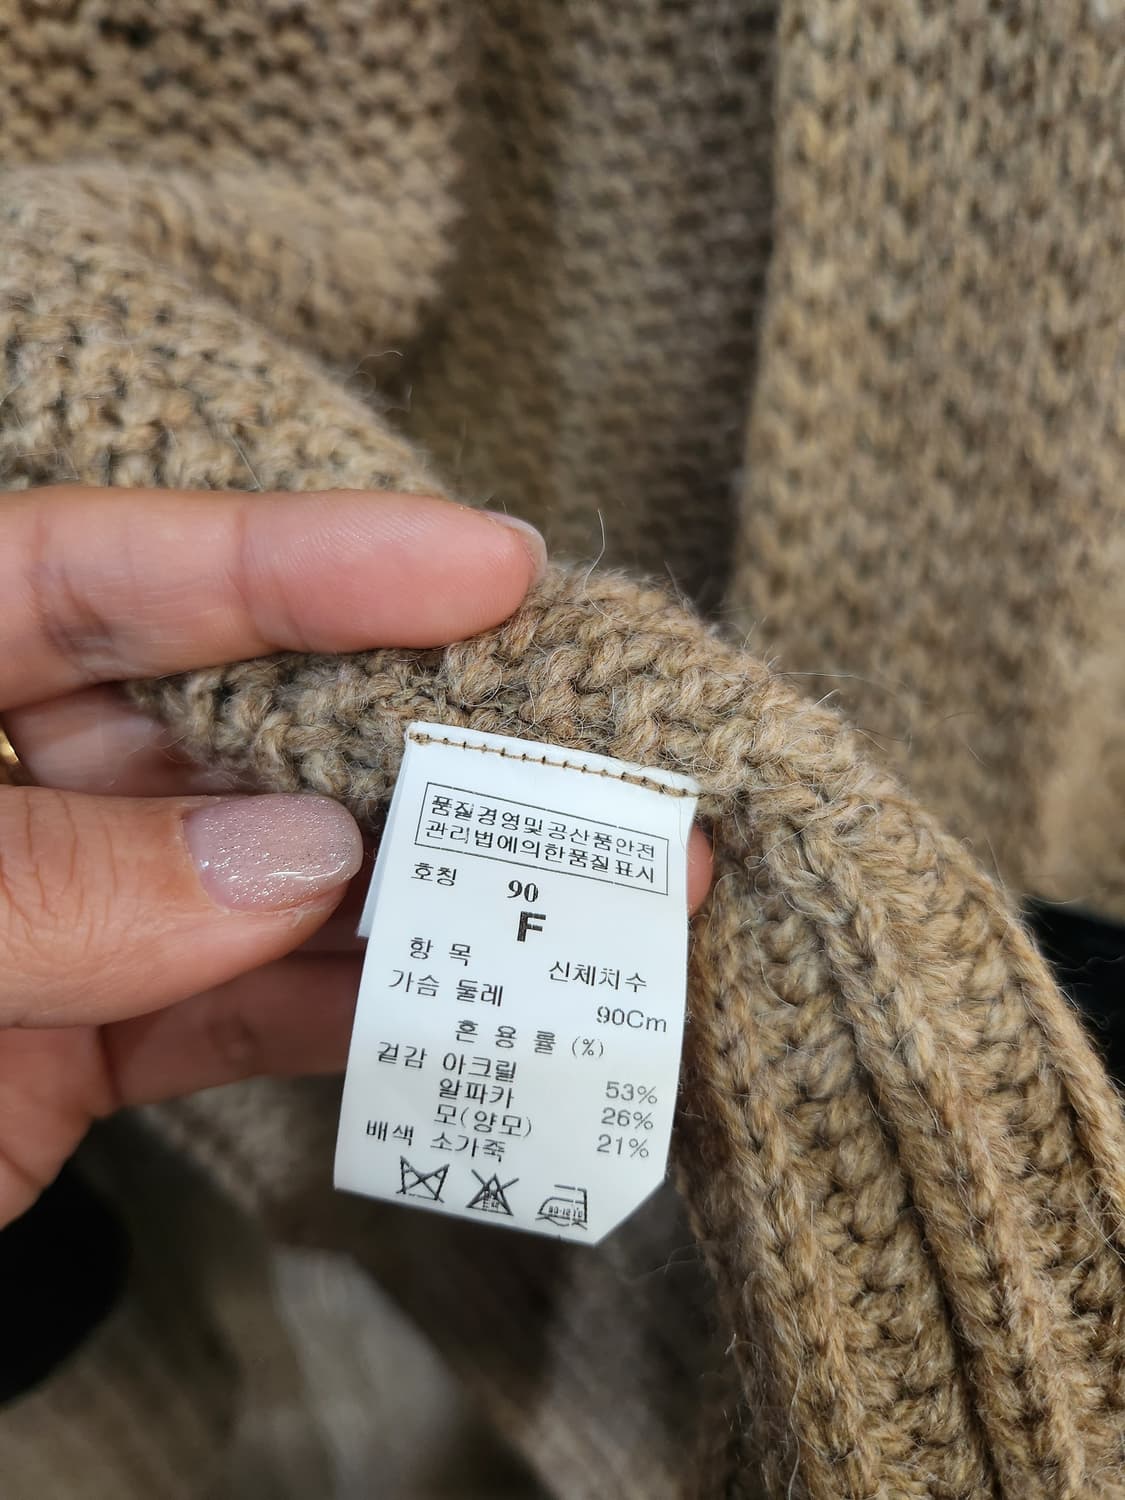 품질경영및공산품안전
관리법에의한품질표시
호칭 90
F
항 목 신체치수
가슴 둘레 90Cm
혼 용 률 (%)
겉감 아크릴 53%
알파카 26%
모(양모) 21%
배색 소가죽